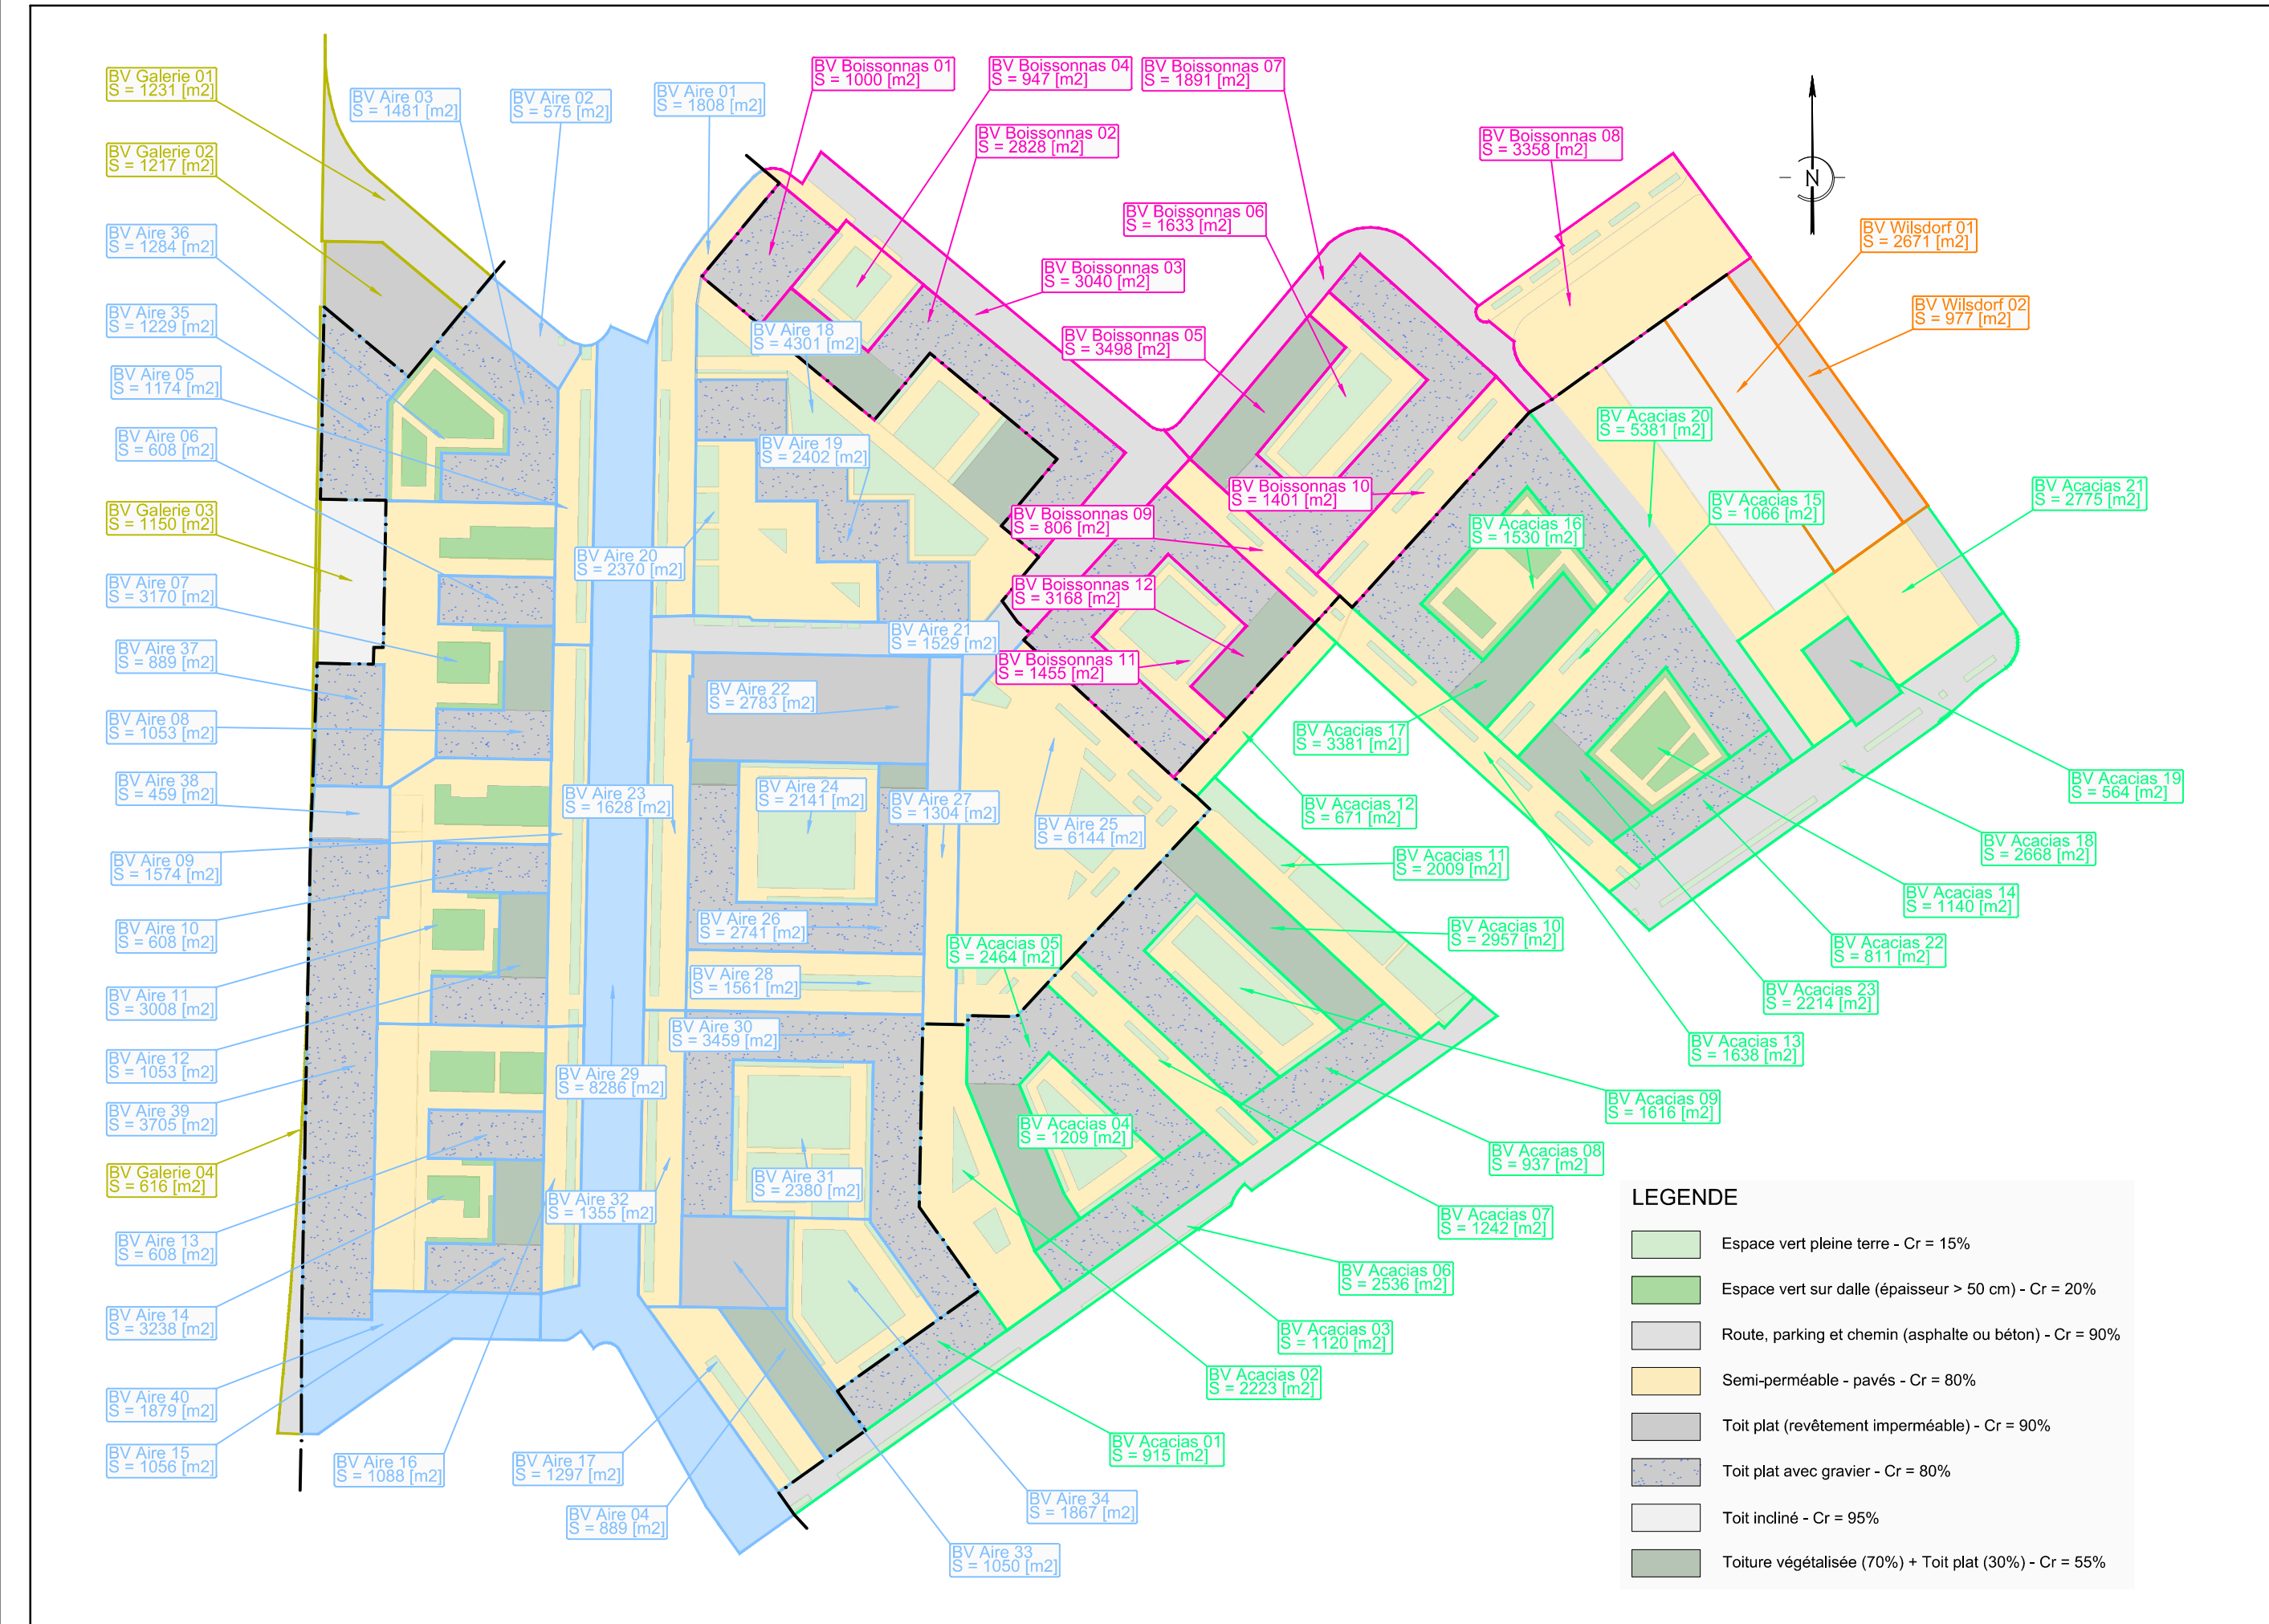 BV Galerie 01
S = 1231 [m2]
BV Galerie 02
S = 1217 [m2]
BV Aire 36
S = 1284 [m2]
BV Aire 35
S = 1229 [m2]
BV Aire 05
S = 1174 [m2]
BV Aire 06
S = 608 [m2]
BV Galerie 03
S = 1150 [m2]
BV Aire 07
S = 3170 [m2]
BV Aire 37
S = 889 [m2]
BV Aire 08
S = 1053 [m2]
BV Aire 38
S = 459 [m2]
BV Aire 09
S = 1574 [m2]
BV Aire 10
S = 608 [m2]
BV Aire 11
S = 3008 [m2]
BV Aire 12
S = 1053 [m2]
BV Aire 39
S = 3705 [m2]
BV Galerie 04
S = 616 [m2]
BV Aire 13
S = 608 [m2]
BV Aire 14
S = 3238 [m2]
BV Aire 40
S = 1879 [m2]
BV Aire 15
S = 1056 [m2]
BV Aire 16
S = 1088 [m2]
BV Aire 17
S = 1297 [m2]
BV Aire 04
S = 889 [m2]
BV Aire 33
S = 1050 [m2]
BV Aire 34
S = 1867 [m2]
BV Aire 03
S = 1481 [m2]
BV Aire 02
S = 575 [m2]
BV Aire 01
S = 1808 [m2]
BV Aire 18
S = 4301 [m2]
BV Aire 19
S = 2402 [m2]
BV Aire 20
S = 2370 [m2]
BV Aire 21
S = 1529 [m2]
BV Aire 22
S = 2783 [m2]
BV Aire 23
S = 1628 [m2]
BV Aire 24
S = 2141 [m2]
BV Aire 27
S = 1304 [m2]
BV Aire 25
S = 6144 [m2]
BV Aire 26
S = 2741 [m2]
BV Aire 28
S = 1561 [m2]
BV Aire 30
S = 3459 [m2]
BV Aire 29
S = 8286 [m2]
BV Aire 31
S = 2380 [m2]
BV Aire 32
S = 1355 [m2]
BV Boissonnas 01
S = 1000 [m2]
BV Boissonnas 04
S = 947 [m2]
BV Boissonnas 07
S = 1891 [m2]
BV Boissonnas 02
S = 2828 [m2]
BV Boissonnas 08
S = 3358 [m2]
BV Boissonnas 06
S = 1633 [m2]
BV Boissonnas 03
S = 3040 [m2]
BV Boissonnas 05
S = 3498 [m2]
BV Boissonnas 10
S = 1401 [m2]
BV Boissonnas 09
S = 806 [m2]
BV Boissonnas 12
S = 3168 [m2]
BV Boissonnas 11
S = 1455 [m2]
N
BV Wilsdorf 01
S = 2671 [m2]
BV Wilsdorf 02
S = 977 [m2]
BV Acacias 20
S = 5381 [m2]
BV Acacias 21
S = 2775 [m2]
BV Acacias 15
S = 1066 [m2]
BV Acacias 16
S = 1530 [m2]
BV Acacias 17
S = 3381 [m2]
BV Acacias 19
S = 564 [m2]
BV Acacias 12
S = 671 [m2]
BV Acacias 18
S = 2668 [m2]
BV Acacias 11
S = 2009 [m2]
BV Acacias 14
S = 1140 [m2]
BV Acacias 10
S = 2957 [m2]
BV Acacias 22
S = 811 [m2]
BV Acacias 05
S = 2464 [m2]
BV Acacias 23
S = 2214 [m2]
BV Acacias 13
S = 1638 [m2]
BV Acacias 09
S = 1616 [m2]
BV Acacias 04
S = 1209 [m2]
BV Acacias 08
S = 937 [m2]
BV Acacias 07
S = 1242 [m2]
BV Acacias 06
S = 2536 [m2]
BV Acacias 03
S = 1120 [m2]
BV Acacias 02
S = 2223 [m2]
BV Acacias 01
S = 915 [m2]
LEGENDE
Espace vert pleine terre - Cr = 15%
Espace vert sur dalle (épaisseur > 50 cm) - Cr = 20%
Route, parking et chemin (asphalte ou béton) - Cr = 90%
Semi-perméable - pavés - Cr = 80%
Toit plat (revêtement imperméable) - Cr = 90%
Toit plat avec gravier - Cr = 80%
Toit incliné - Cr = 95%
Toiture végétalisée (70%) + Toit plat (30%) - Cr = 55%